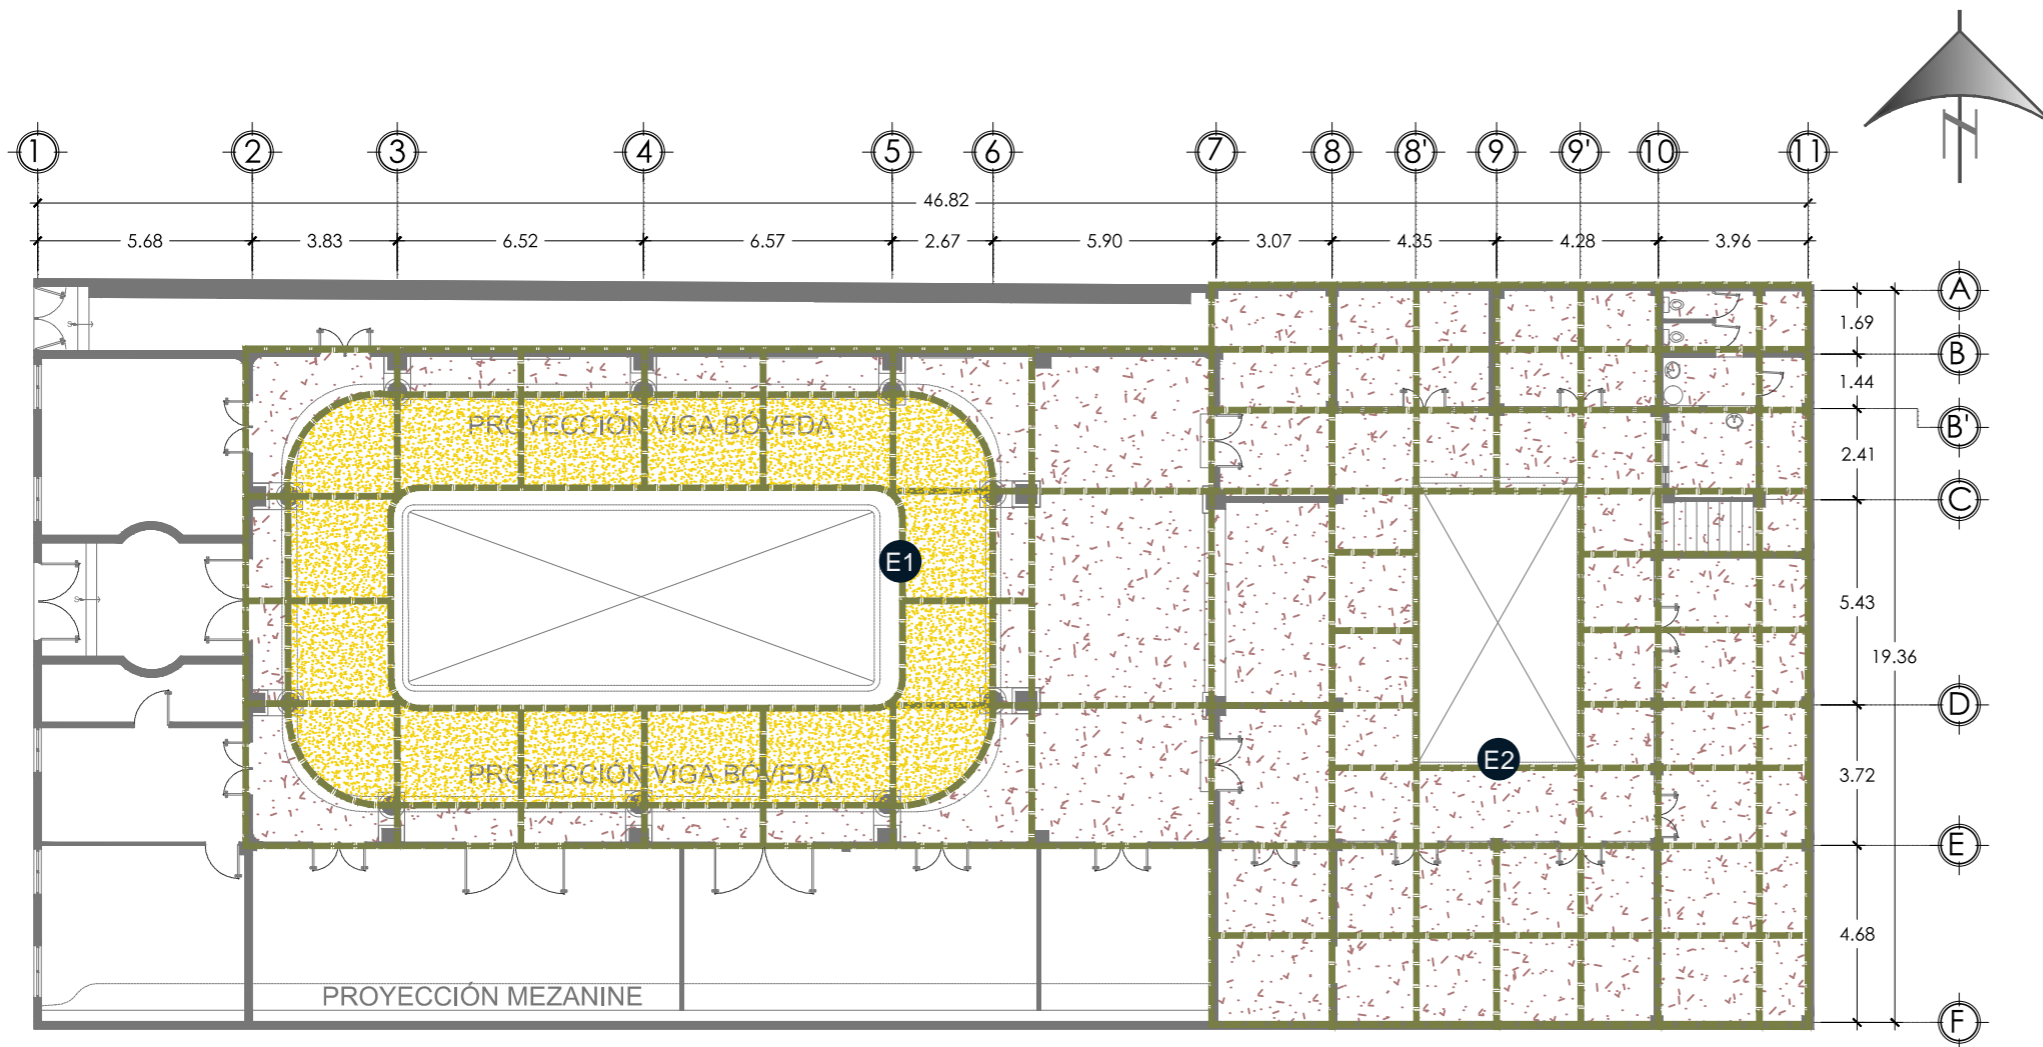 1 2 3 4 5 6 7 8 8' 9 9' 10 11
46.82
5.68 3.83 6.52 6.57 2.67 5.90 3.07 4.35 4.28 3.96
N
A
1.69
B
1.44
B'
PROYECCIÓN VIGA BÓVEDA
2.41
C
E1
5.43
19.36
D
E2
PROYECCIÓN VIGA BÓVEDA
3.72
E
4.68
PROYECCIÓN MEZANINE
F